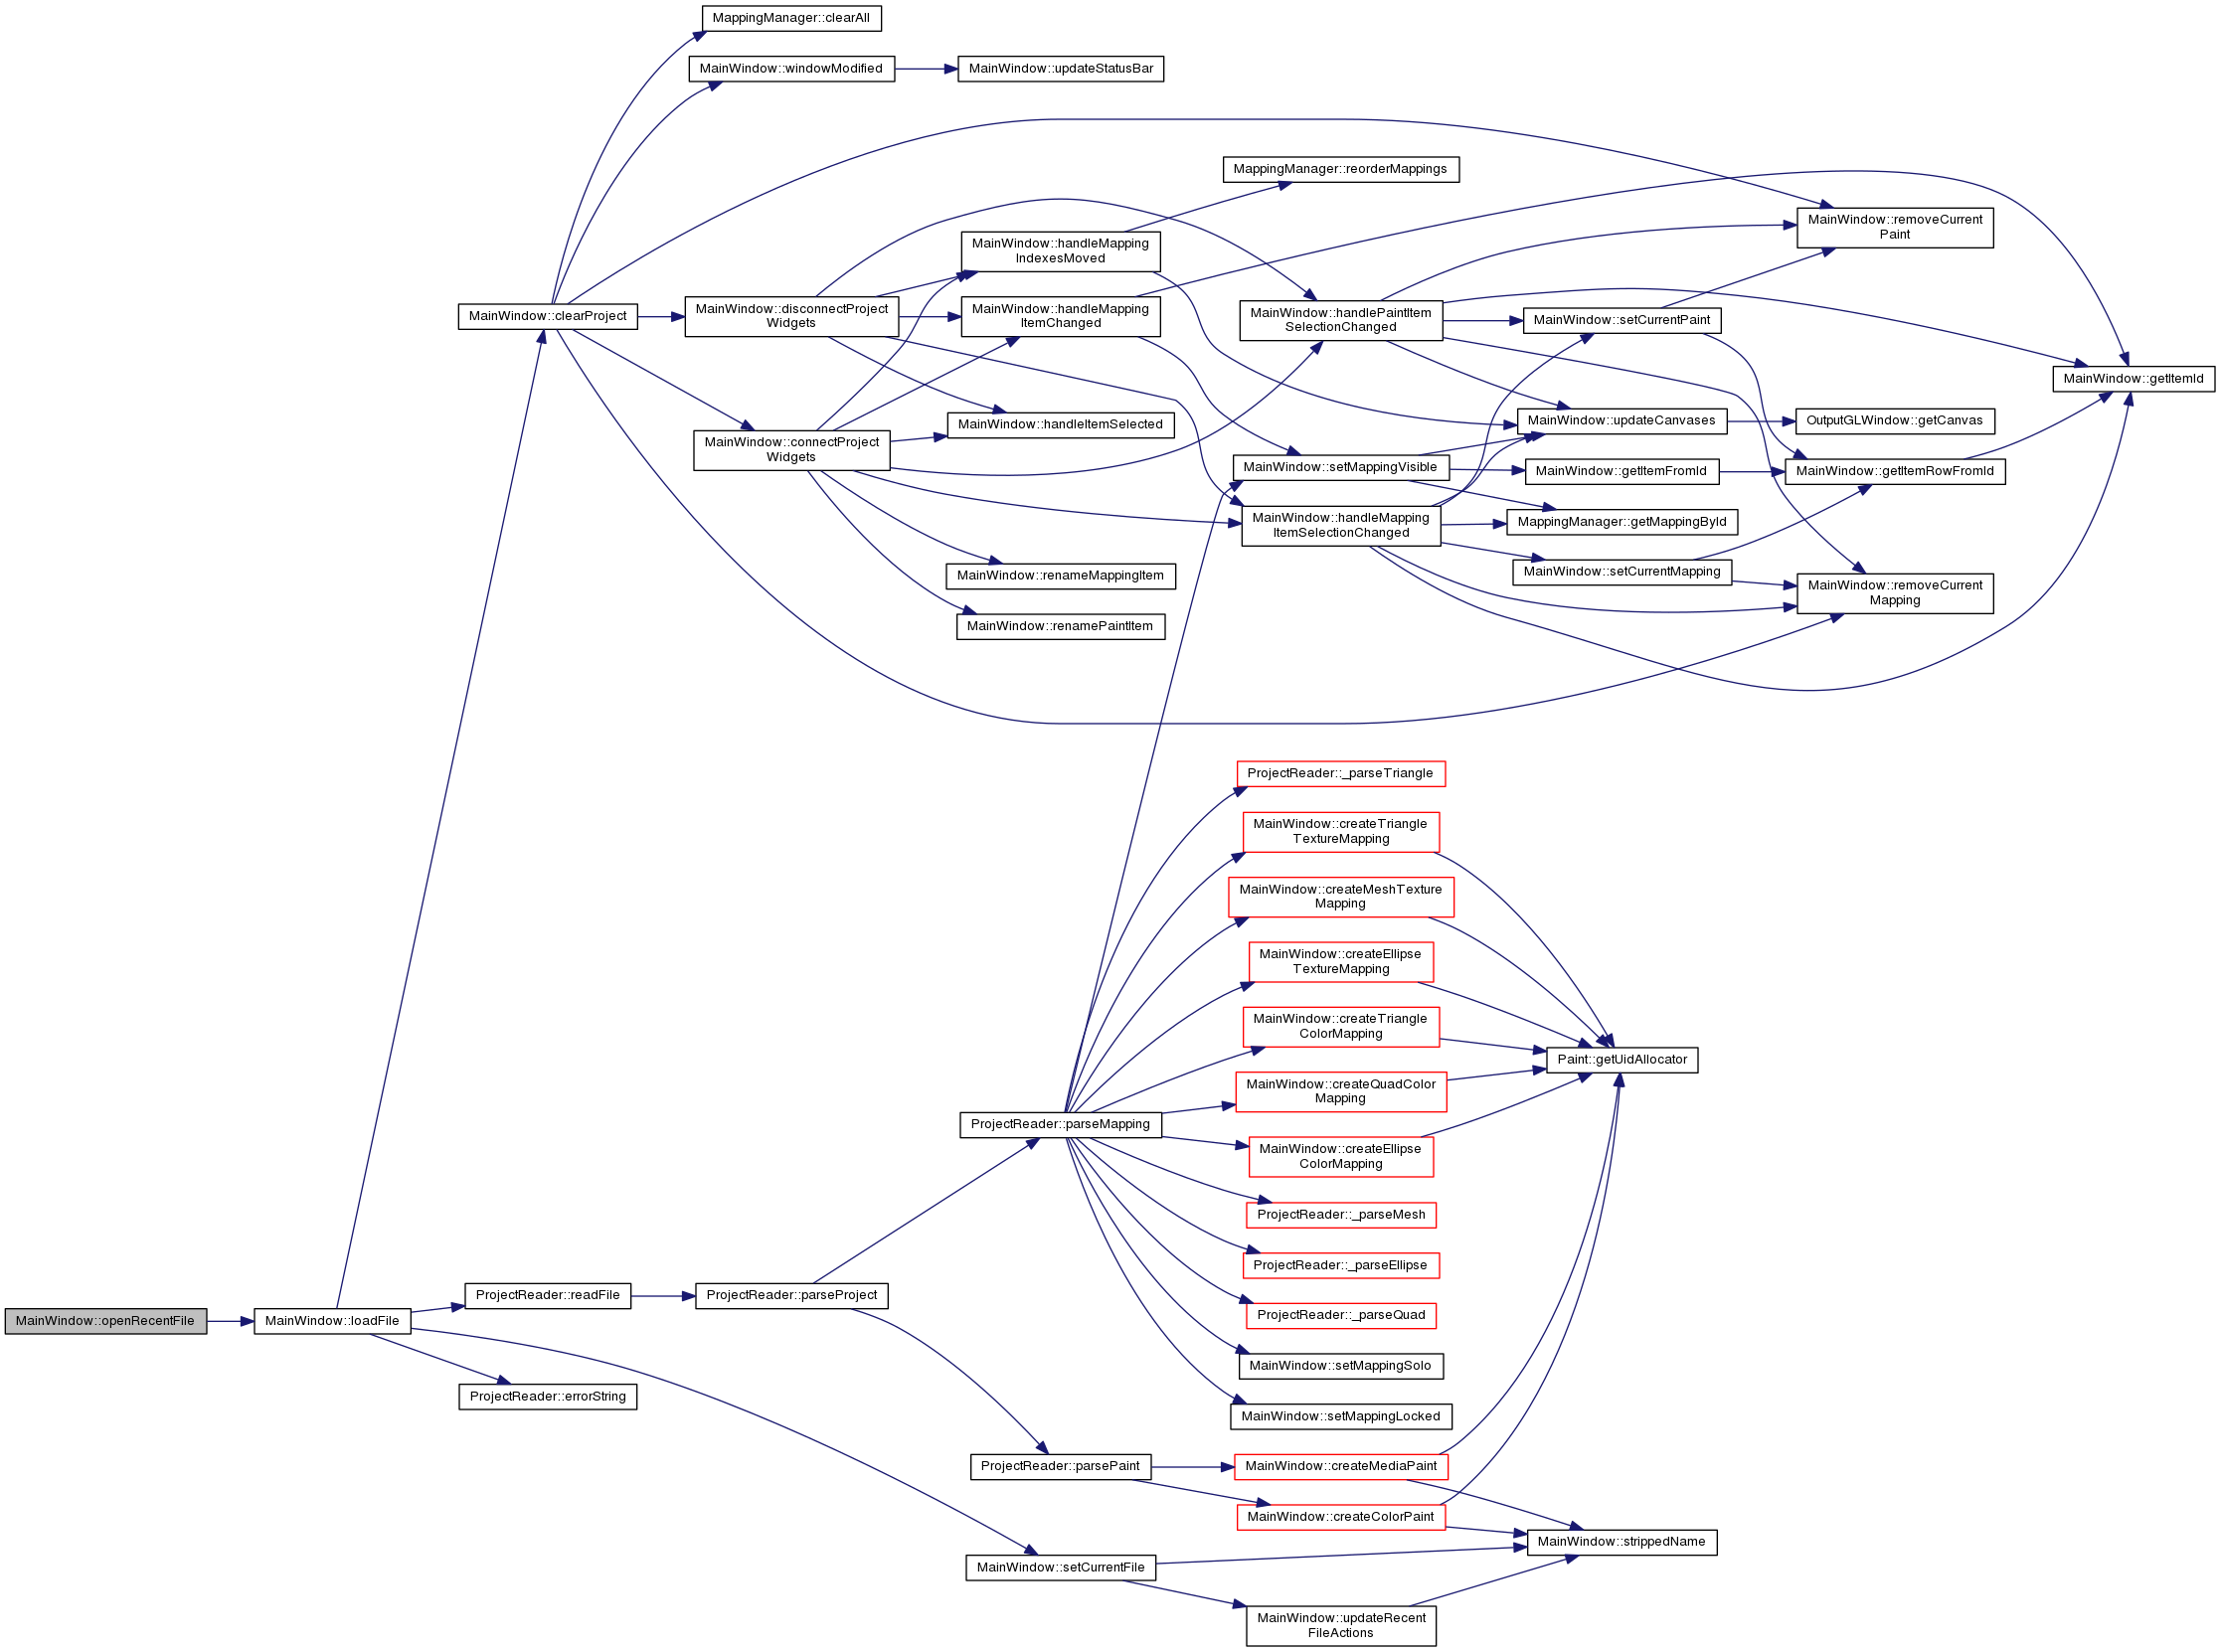 MappingManager::clearAll
MainWindow::windowModified
MainWindow::updateStatusBar
MappingManager::reorderMappings
MainWindow::removeCurrent
Paint
MainWindow::handleMapping
IndexesMoved
MainWindow::clearProject
MainWindow::disconnectProject
Widgets
MainWindow::handleMapping
ItemChanged
MainWindow::handlePaintItem
SelectionChanged
MainWindow::setCurrentPaint
MainWindow::getItemId
MainWindow::handleItemSelected
MainWindow::updateCanvases
OutputGLWindow::getCanvas
MainWindow::connectProject
Widgets
MainWindow::setMappingVisible
MainWindow::getItemFromId
MainWindow::getItemRowFromId
MainWindow::handleMapping
ItemSelectionChanged
MappingManager::getMappingById
MainWindow::renameMappingItem
MainWindow::setCurrentMapping
MainWindow::removeCurrent
Mapping
MainWindow::renamePaintItem
ProjectReader::_parseTriangle
MainWindow::createTriangle
TextureMapping
MainWindow::createMeshTexture
Mapping
MainWindow::createEllipse
TextureMapping
MainWindow::createTriangle
ColorMapping
Paint::getUidAllocator
MainWindow::createQuadColor
Mapping
ProjectReader::parseMapping
MainWindow::createEllipse
ColorMapping
ProjectReader::_parseMesh
ProjectReader::_parseEllipse
ProjectReader::readFile
ProjectReader::parseProject
ProjectReader::_parseQuad
MainWindow::openRecentFile
MainWindow::loadFile
MainWindow::setMappingSolo
ProjectReader::errorString
MainWindow::setMappingLocked
ProjectReader::parsePaint
MainWindow::createMediaPaint
MainWindow::createColorPaint
MainWindow::strippedName
MainWindow::setCurrentFile
MainWindow::updateRecent
FileActions